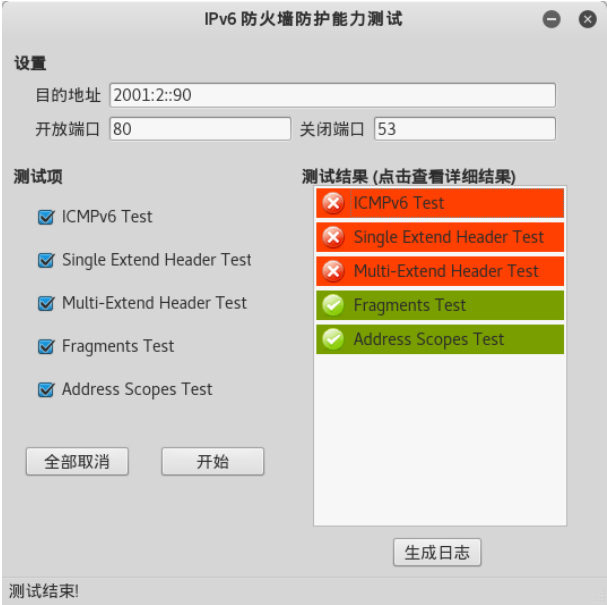 IPv6 防火墙防护能力测试
设置
目的地址 2001:2::90
开放端口 80 关闭端口 53
测试项
ICMPv6 Test
Single Extend Header Test
Multi-Extend Header Test
Fragments Test
Address Scopes Test
全部取消 开始
测试结果 (点击查看详细结果)
ICMPv6 Test
Single Extend Header Test
Multi-Extend Header Test
Fragments Test
Address Scopes Test
生成日志
测试结束!